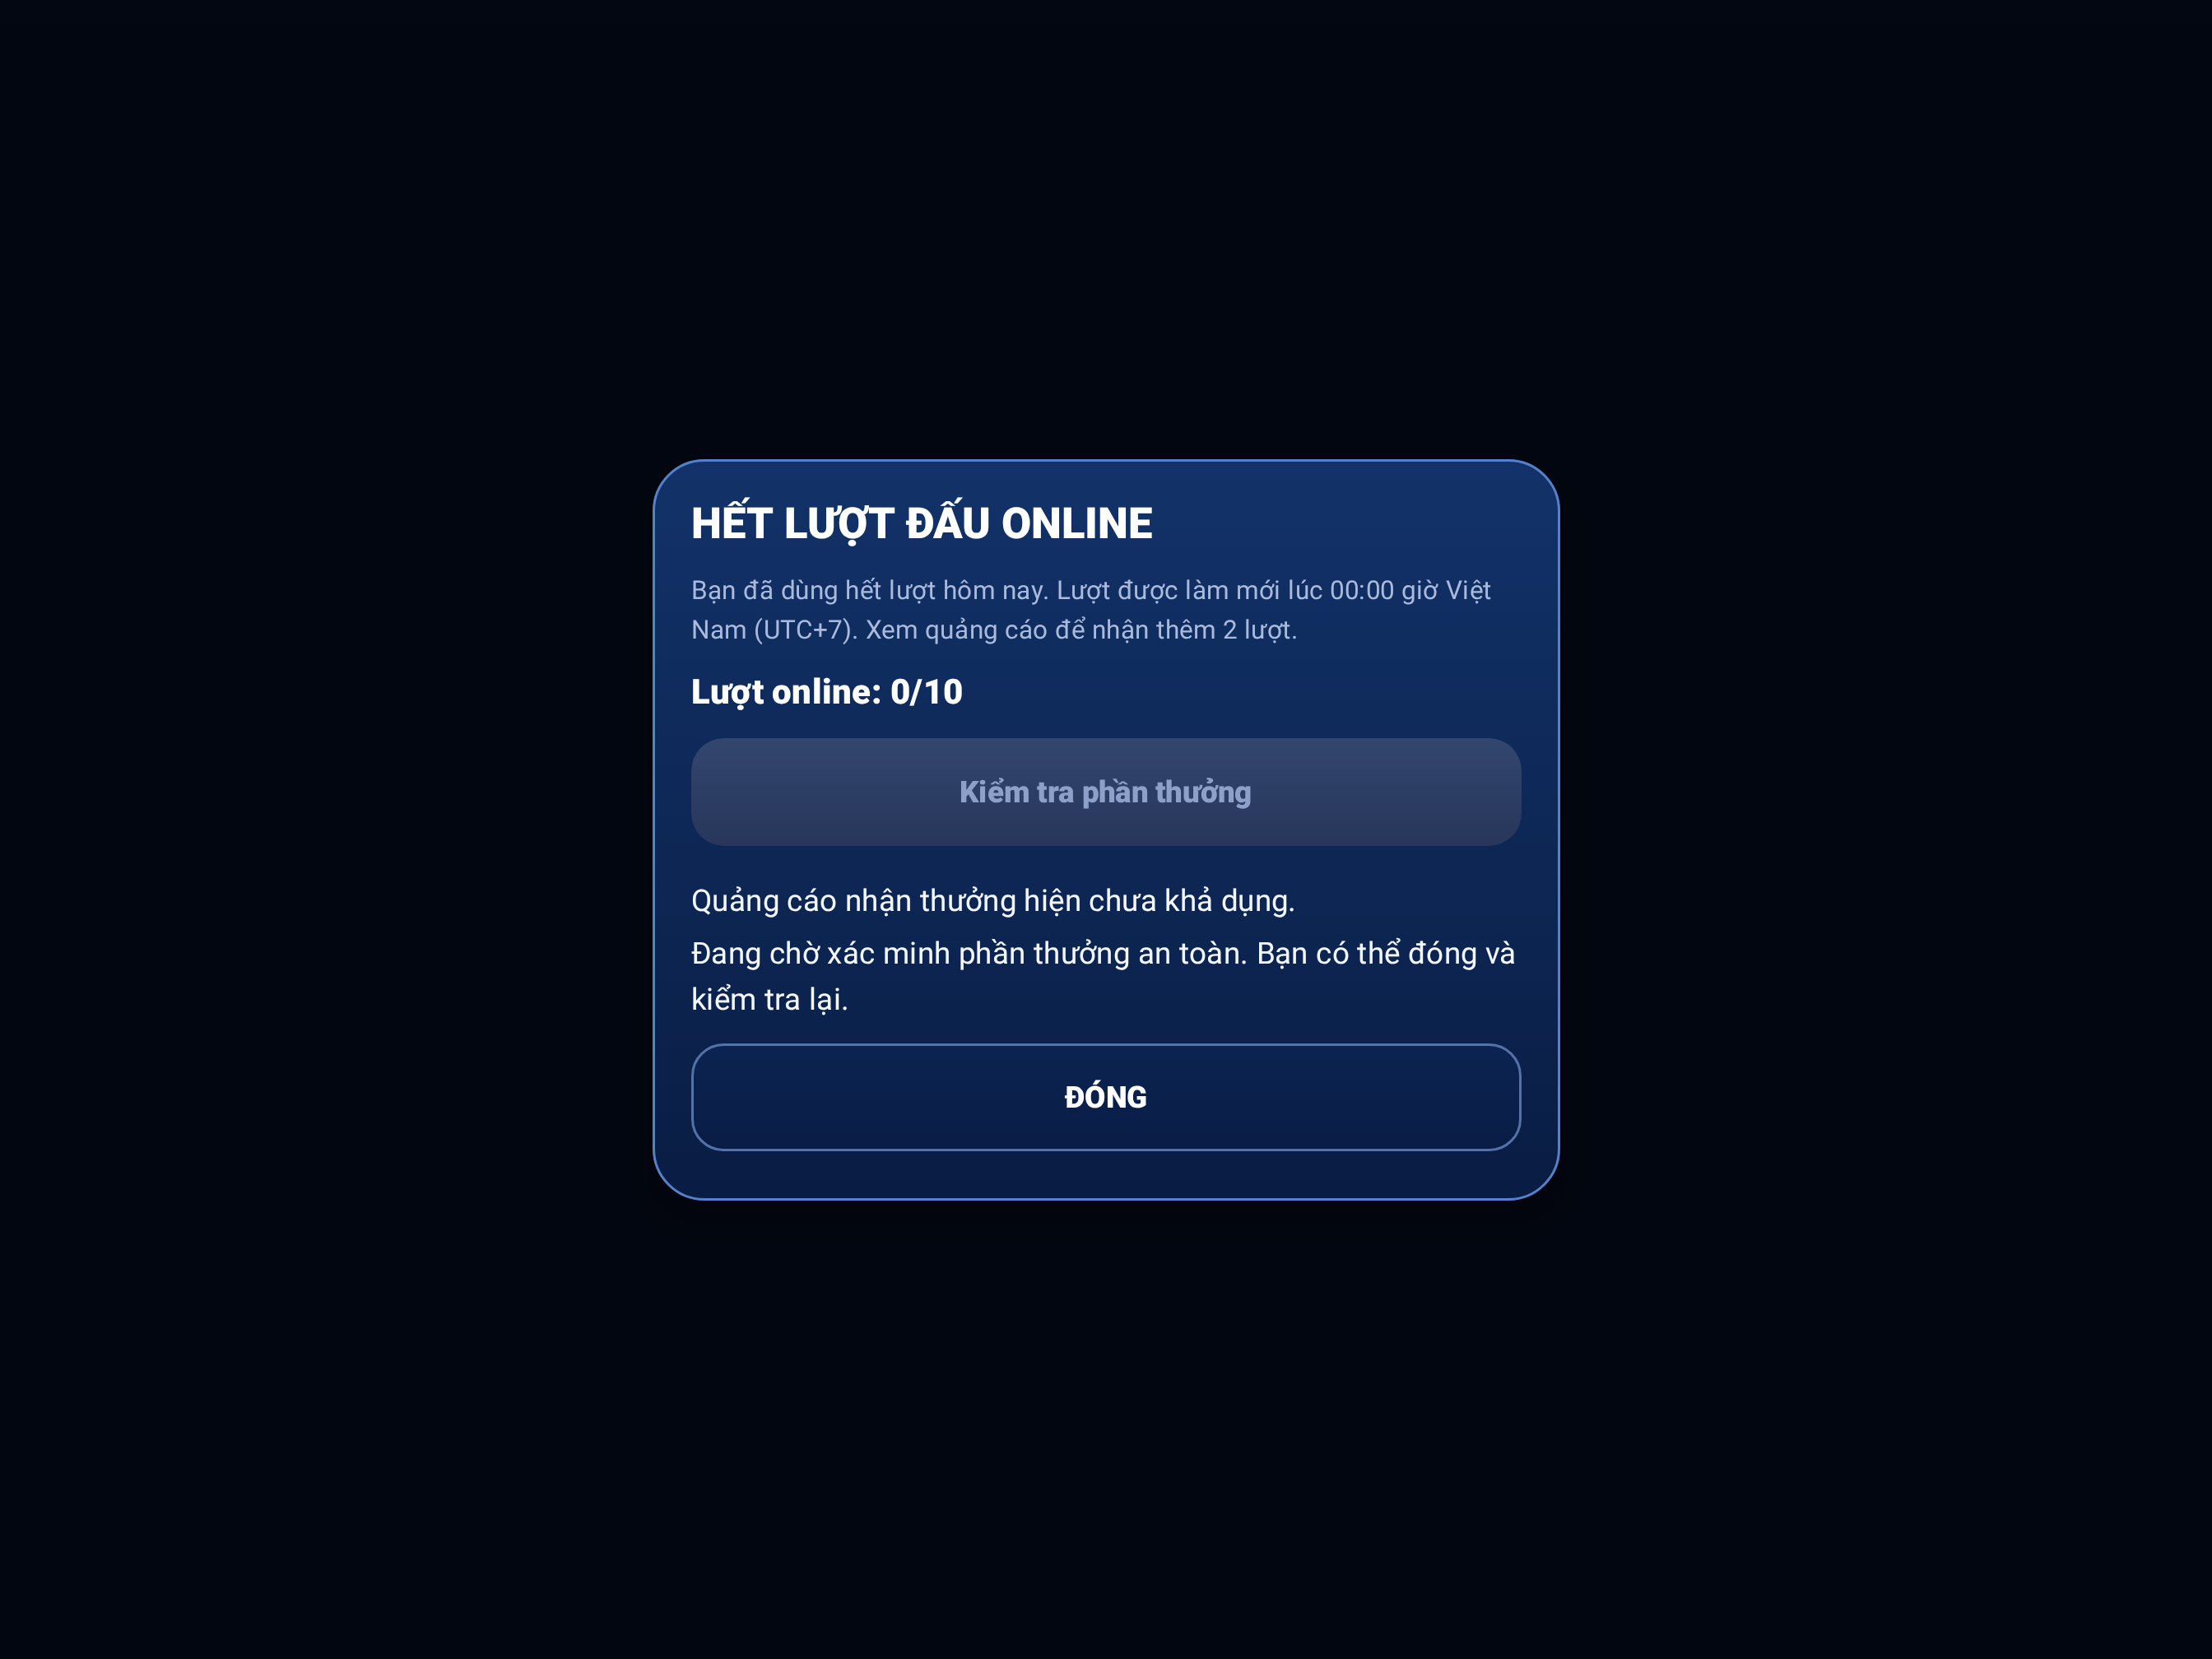 HẾT LƯỢT ĐẤU ONLINE
Bạn đã dùng hết lượt hôm nay. Lượt được làm mới lúc 00:00 giờ Việt
Nam (UTC+7). Xem quảng cáo để nhận thêm 2 lượt.
Lượt online: 0/10
Kiểm tra phần thưởng
Quảng cáo nhận thưởng hiện chưa khả dụng.
Đang chờ xác minh phần thưởng an toàn. Bạn có thể đóng và
kiểm tra lại.
ĐÓNG